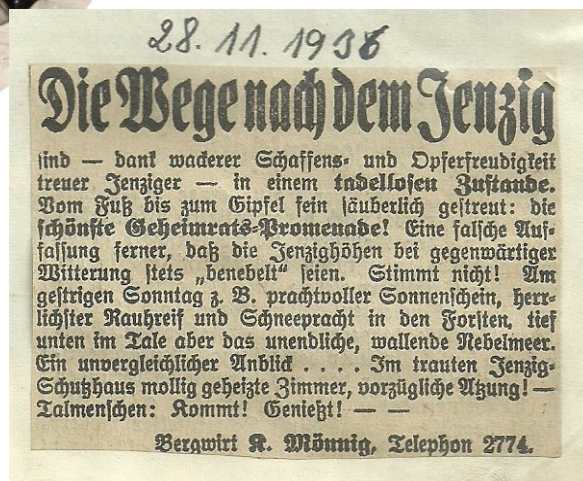 28. 11. 1936
Die Wege nach dem Jenzig
sind — dank wackerer Schaffens- und Opferfreudigkeit
treuer Jenziger — in einem tadellosen Zustande.
Vom Fuß bis zum Gipfel fein säuberlich gestreut: die
schönste Geheimrats-Promenade! Eine falsche Auf-
fassung ferner, daß die Jenzighöhen bei gegenwärtiger
Witterung stets „benebelt“ seien. Stimmt nicht! Am
gestrigen Sonntag z. B. prachtvoller Sonnenschein, herr-
lichster Rauhreif und Schneepracht in den Forsten, tief
unten im Tale aber das unendliche, wallende Nebelmeer.
Ein unvergleichlicher Anblick . . . . Im trauten Jenzig-
Schutzhaus mollig geheizte Zimmer, vorzügliche Atzung! —
Talmenschen: Kommt! Genießt! — —
Bergwirt K. Mönnig, Telephon 2774.